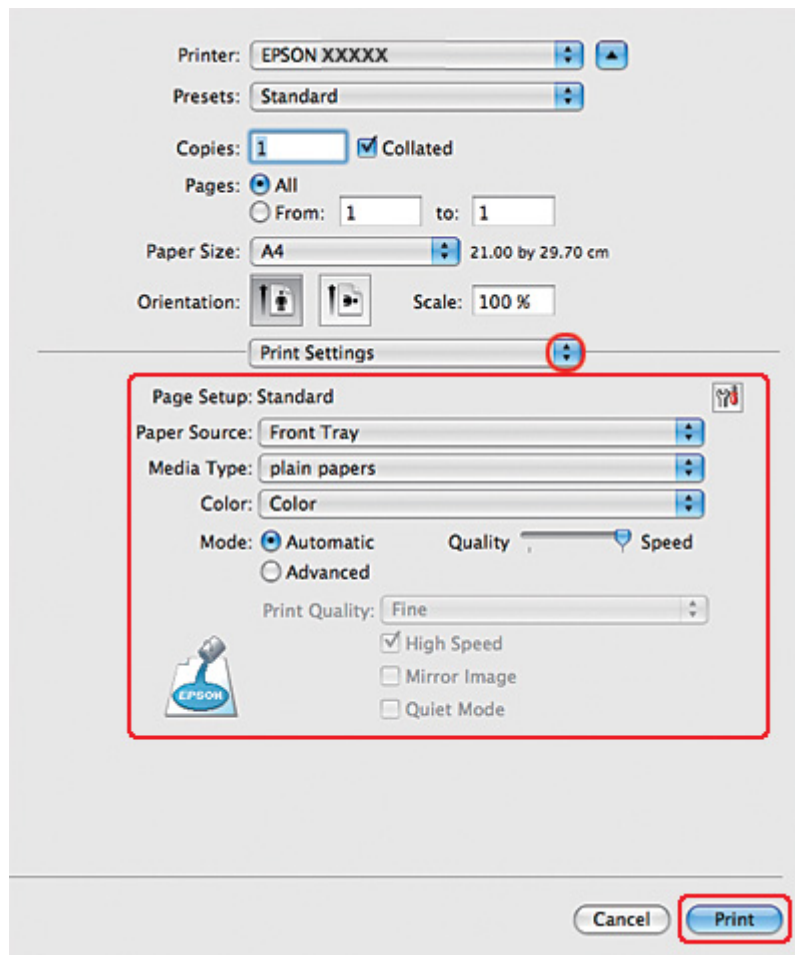 Printer: EPSON XXXXX
Presets: Standard
Copies: 1 Collated
Pages: All
From: 1 to: 1
Paper Size: A4 21.00 by 29.70 cm
Orientation: Scale: 100 %
Print Settings
Page Setup: Standard
Paper Source: Front Tray
Media Type: plain papers
Color: Color
Mode: Automatic Quality Speed
Advanced
Print Quality: Fine
High Speed
Mirror Image
EPSON
Quiet Mode
Cancel Print